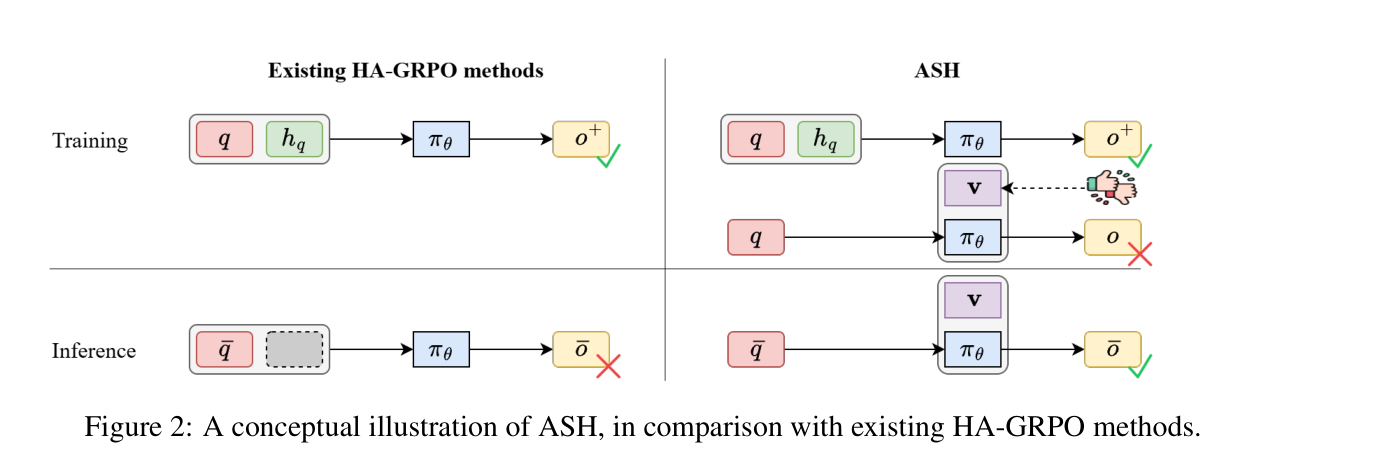 Existing HA-GRPO methods
ASH
Training
q h_q π_θ o⁺
q h_q π_θ o⁺
v
q π_θ o
v
Inference
q̄ π_θ ō
q̄ π_θ ō
Figure 2: A conceptual illustration of ASH, in comparison with existing HA-GRPO methods.